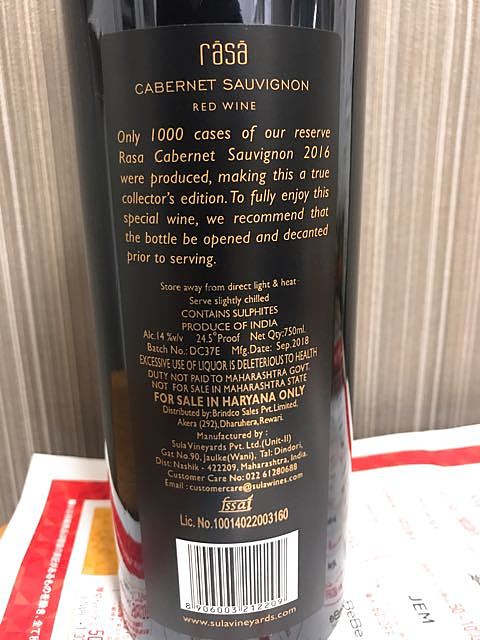 rāsā
CABERNET SAUVIGNON
RED WINE
Only 1000 cases of our reserve
Rasa Cabernet Sauvignon 2016
were produced, making this a true
collector's edition. To fully enjoy this
special wine, we recommend that
the bottle be opened and decanted
prior to serving.
Store away from direct light & heat
Serve slightly chilled
CONTAINS SULPHITES
PRODUCE OF INDIA
Alc.14 %v/v 24.5°Proof Net Qty:750ml.
Batch No.: DC37E Mfg.Date: Sep.2018
EXCESSIVE USE OF LIQUOR IS DELETERIOUS TO HEALTH
DUTY NOT PAID TO MAHARASHTRA GOVT.
NOT FOR SALE IN MAHARASHTRA STATE
FOR SALE IN HARYANA ONLY
Distributed by: Brindco Sales Pvt. Limited.
Akera (292), Dharuhera, Rewari.
Manufactured by :
Sula Vineyards Pvt. Ltd.(Unit-II)
Gat No.90, Jaulke(Wani), Tal: Dindori,
Dist: Nashik - 422209, Maharashtra, India.
Customer Care No: 022 61280688
Email : customercare@sulawines.com
fssai
Lic. No.10014022003160
8 906003 212209
www.sulavineyards.com
JEM